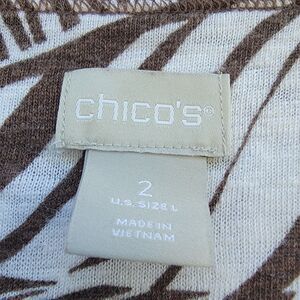 chico's®
2
U.S. SIZE L
MADE IN
VIETNAM